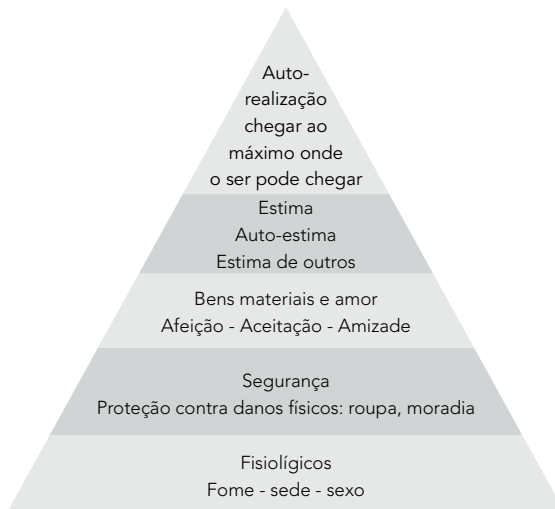 Auto-
realização
chegar ao
máximo onde
o ser pode chegar
Estima
Auto-estima
Estima de outros
Bens materiais e amor
Afeição - Aceitação - Amizade
Segurança
Proteção contra danos físicos: roupa, moradia
Fisiolígicos
Fome - sede - sexo